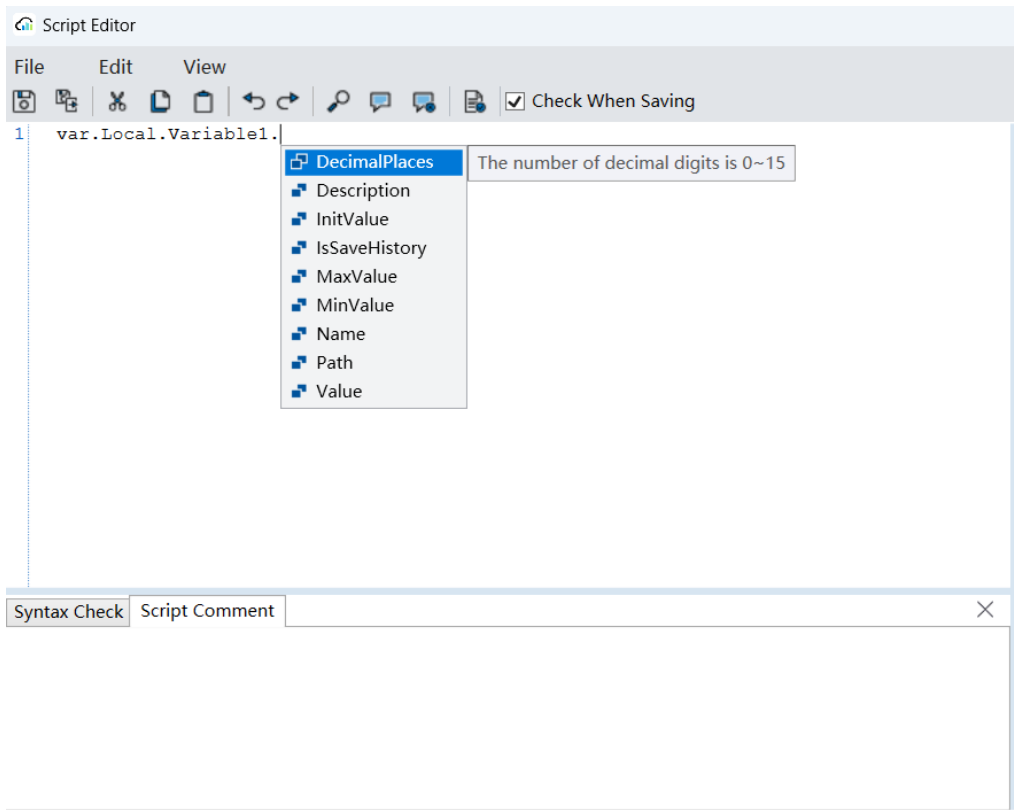 Script Editor
File Edit View
Check When Saving
1 var.Local.Variable1.
DecimalPlaces The number of decimal digits is 0~15
Description
InitValue
IsSaveHistory
MaxValue
MinValue
Name
Path
Value
Syntax Check Script Comment